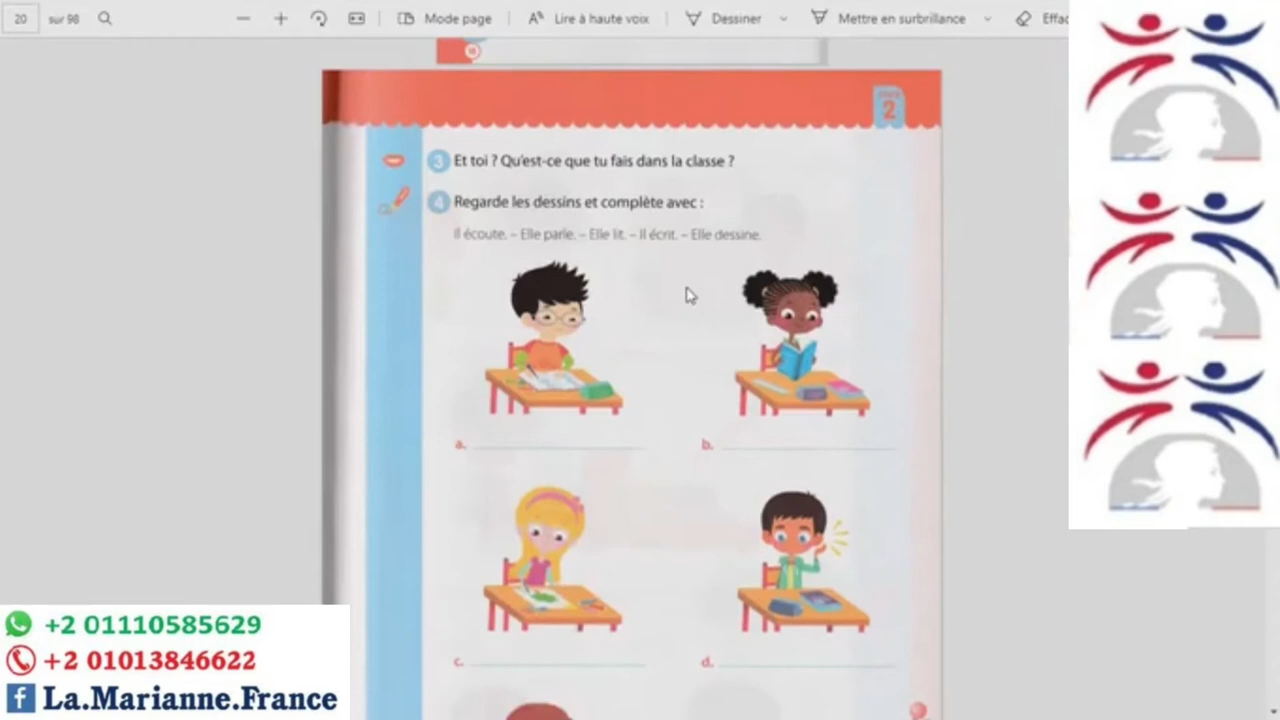 20 sur 98 Mode page Lire à haute voix Dessiner Mettre en surbrillance Effa
2
3 Et toi ? Qu'est-ce que tu fais dans la classe ?
4 Regarde les dessins et complète avec :
Il écoute. – Elle parle. – Elle lit. – Il écrit. – Elle dessine.
a. b.
c. d.
+2 01110585629
+2 01013846622
La.Marianne.France